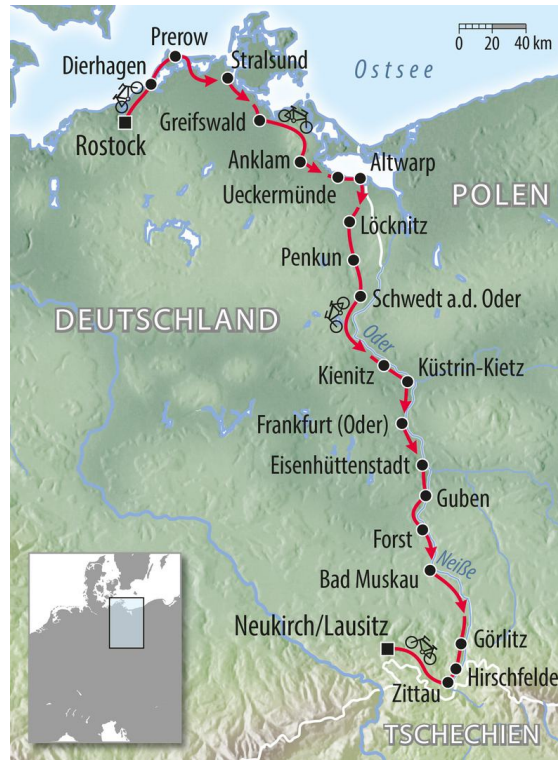 Prerow
Stralsund
Dierhagen
Ostsee
0 20 40 km
Rostock
Greifswald
Anklam
Altwarp
Ueckermünde
POLEN
Löcknitz
Penkun
Schwedt a.d. Oder
DEUTSCHLAND
Oder
Kienitz
Küstrin-Kietz
Frankfurt (Oder)
Eisenhüttenstadt
Guben
Forst
Neiße
Bad Muskau
Neukirch/Lausitz
Görlitz
Hirschfelde
Zittau
TSCHECHIEN